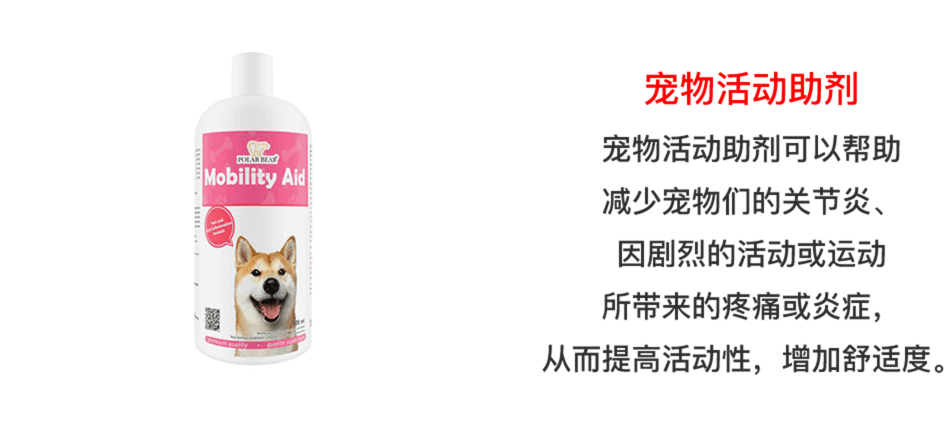 POLAR BEAR
Mobility Aid
premium quality
宠物活动助剂
宠物活动助剂可以帮助
减少宠物们的关节炎、
因剧烈的活动或运动
所带来的疼痛或炎症，
从而提高活动性，增加舒适度。